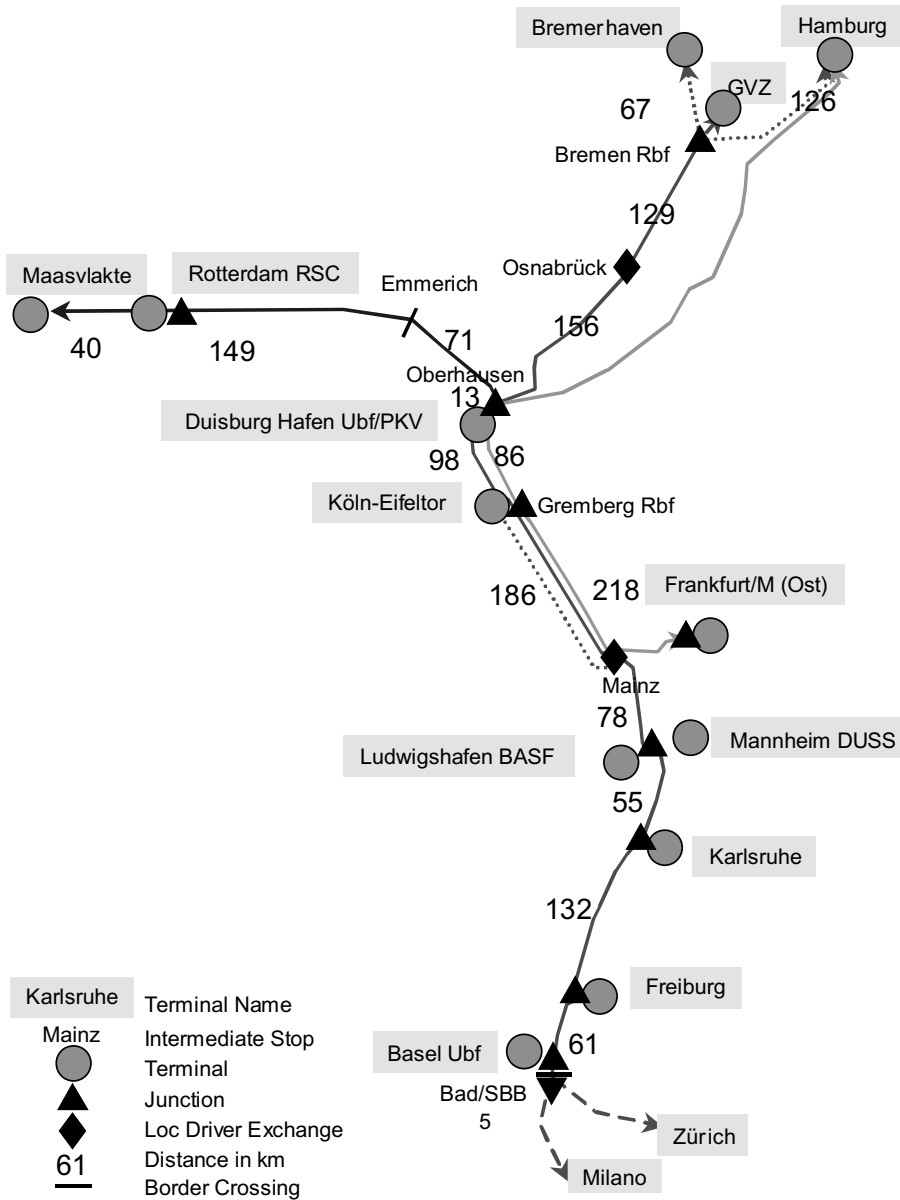 Bremerhaven
Hamburg
GVZ
67
126
Bremen Rbf
129
Osnabrück
Maasvlakte
Rotterdam RSC
Emmerich
156
40
149
71
Oberhausen
13
Duisburg Hafen Ubf/PKV
98
86
Köln-Eifeltor
Gremberg Rbf
186
218
Frankfurt/M (Ost)
Mainz
78
Mannheim DUSS
Ludwigshafen BASF
55
Karlsruhe
132
Freiburg
61
Basel Ubf
Bad/SBB
5
Zürich
Milano
Karlsruhe
Terminal Name
Mainz
Intermediate Stop
Terminal
Junction
Loc Driver Exchange
61
Distance in km
Border Crossing